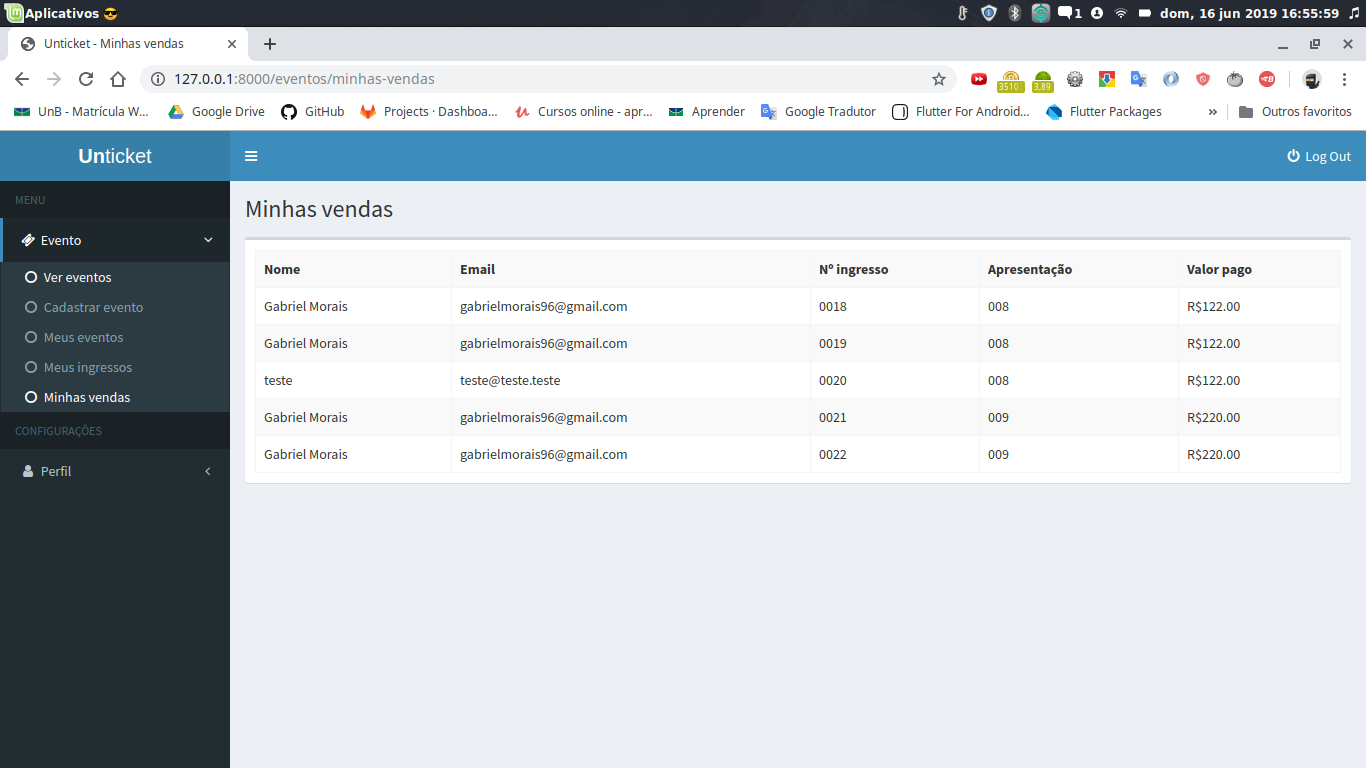 Aplicativos 😎 1 dom, 16 jun 2019 16:55:59
Unticket - Minhas vendas
127.0.0.1:8000/eventos/minhas-vendas 3510 3,89
UnB - Matrícula W... Google Drive GitHub Projects · Dashboa... Cursos online - apr... Aprender Google Tradutor Flutter For Android... Flutter Packages » Outros favoritos
Unticket Log Out
MENU
Evento
Ver eventos
Cadastrar evento
Meus eventos
Meus ingressos
Minhas vendas
CONFIGURAÇÕES
Perfil
Minhas vendas
Nome Email Nº ingresso Apresentação Valor pago
Gabriel Morais gabrielmorais96@gmail.com 0018 008 R$122.00
Gabriel Morais gabrielmorais96@gmail.com 0019 008 R$122.00
teste teste@teste.teste 0020 008 R$122.00
Gabriel Morais gabrielmorais96@gmail.com 0021 009 R$220.00
Gabriel Morais gabrielmorais96@gmail.com 0022 009 R$220.00